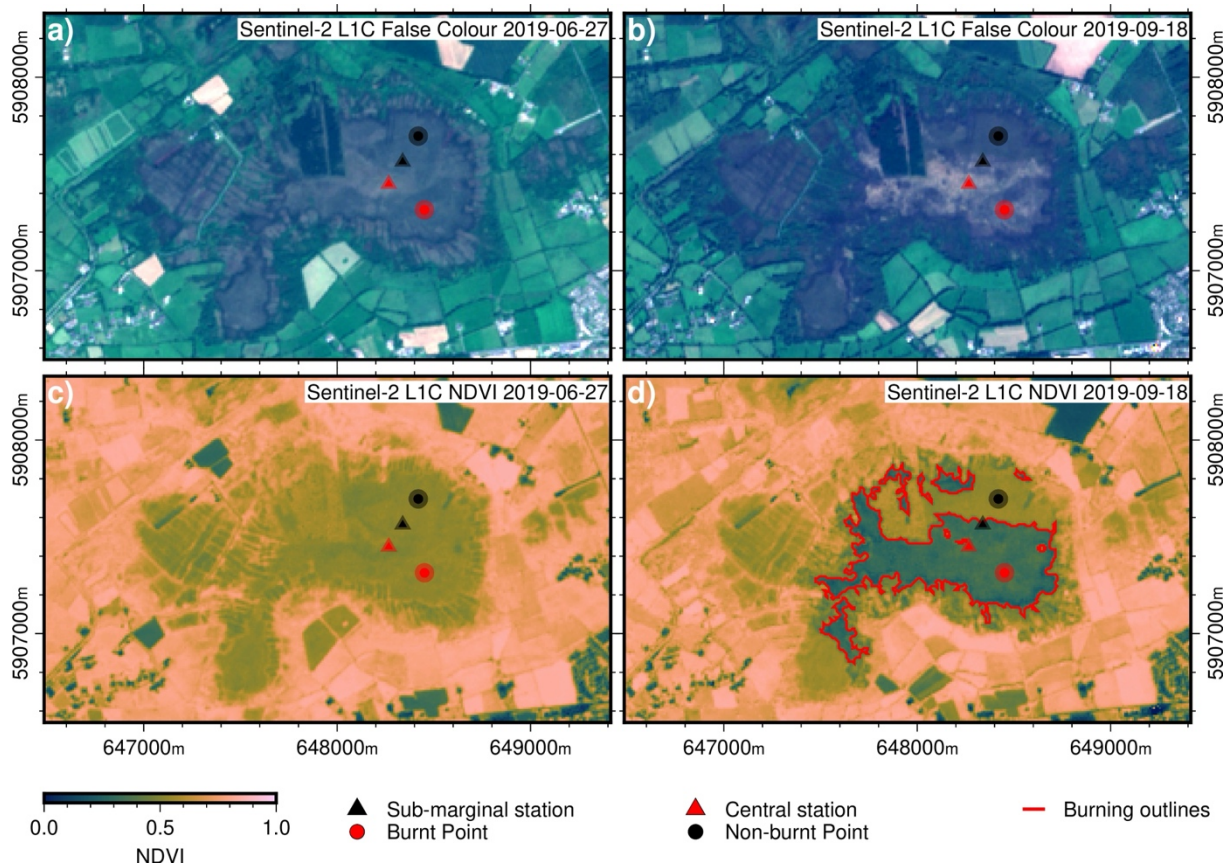 a) Sentinel-2 L1C False Colour 2019-06-27
b) Sentinel-2 L1C False Colour 2019-09-18
5908000m
5907000m
c) Sentinel-2 L1C NDVI 2019-06-27
d) Sentinel-2 L1C NDVI 2019-09-18
5908000m 5908000m
5907000m 5907000m
647000m 648000m 649000m 647000m 648000m 649000m
0.0 0.5 1.0
NDVI
Sub-marginal station Central station Burning outlines
Burnt Point Non-burnt Point